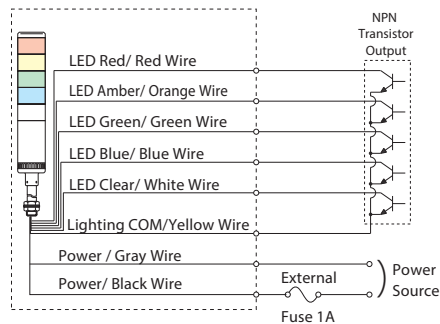 NPN
Transistor
Output
LED Red/ Red Wire
LED Amber/ Orange Wire
LED Green/ Green Wire
LED Blue/ Blue Wire
LED Clear/ White Wire
Lighting COM/Yellow Wire
Power / Gray Wire
Power/ Black Wire
External
Fuse 1A
Power
Source